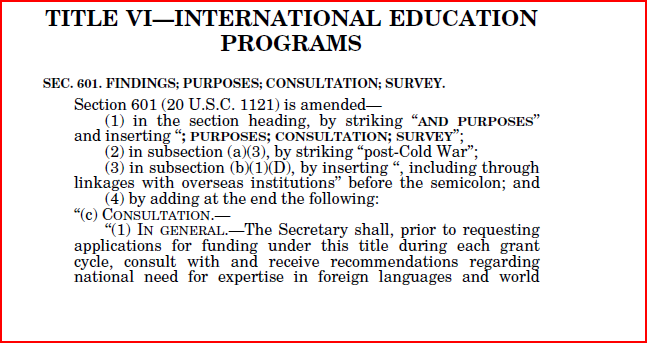 TITLE VI—INTERNATIONAL EDUCATION
PROGRAMS
SEC. 601. FINDINGS; PURPOSES; CONSULTATION; SURVEY.
Section 601 (20 U.S.C. 1121) is amended—
(1) in the section heading, by striking “AND PURPOSES”
and inserting “; PURPOSES; CONSULTATION; SURVEY”;
(2) in subsection (a)(3), by striking “post-Cold War”;
(3) in subsection (b)(1)(D), by inserting “, including through
linkages with overseas institutions” before the semicolon; and
(4) by adding at the end the following:
“(c) CONSULTATION.—
“(1) IN GENERAL.—The Secretary shall, prior to requesting
applications for funding under this title during each grant
cycle, consult with and receive recommendations regarding
national need for expertise in foreign languages and world